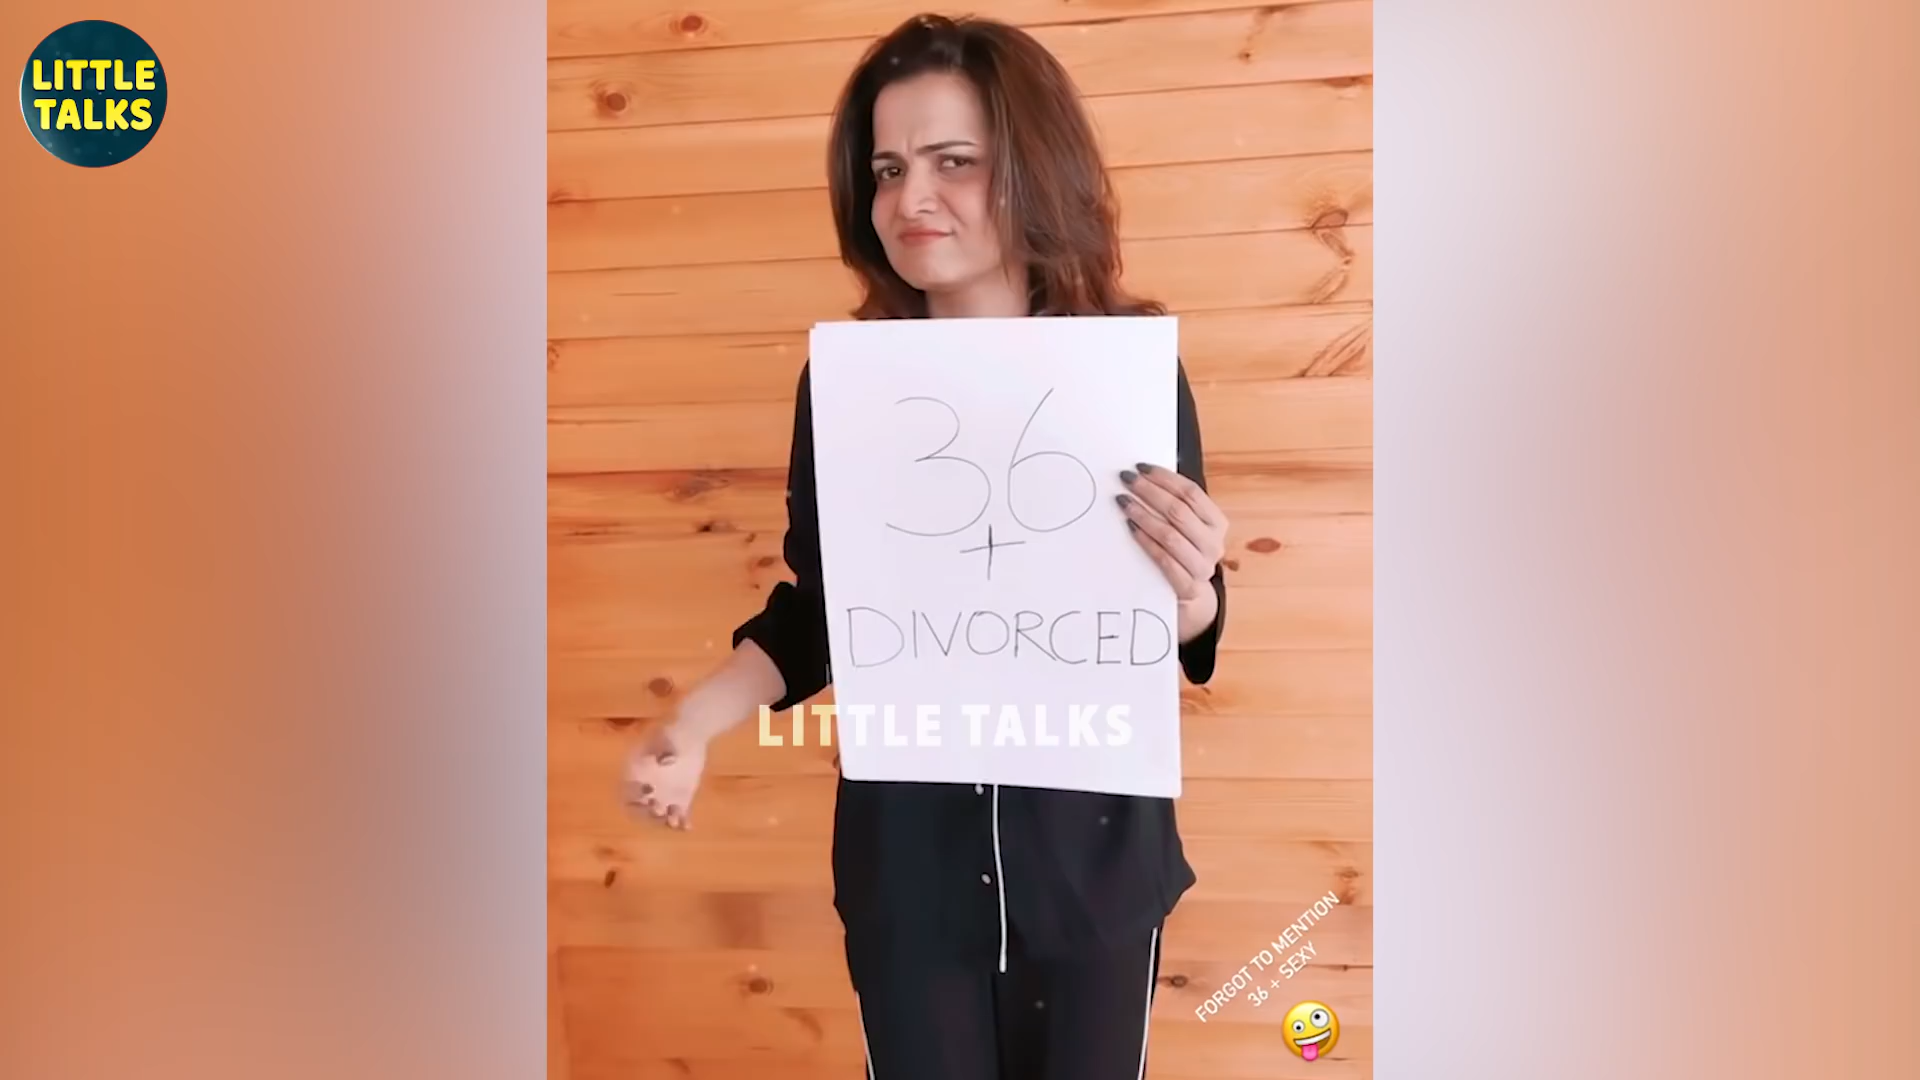 LITTLE
TALKS
36
+
DIVORCED
LITTLE TALKS
FORGOT TO MENTION
36 + SEXY